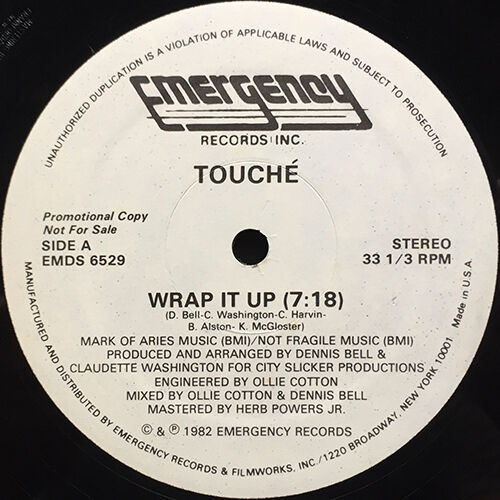 UNAUTHORIZED DUPLICATION IS A VIOLATION OF APPLICABLE LAWS AND SUBJECT TO PROSECUTION
Emergency
RECORDS INC.
TOUCHÉ
Promotional Copy
Not For Sale
SIDE A
EMDS 6529
STEREO
33 1/3 RPM
WRAP IT UP (7:18)
(D. Bell-C. Washington-C. Harvin-
B. Alston- K. McGloster)
MARK OF ARIES MUSIC (BMI)/NOT FRAGILE MUSIC (BMI)
PRODUCED AND ARRANGED BY DENNIS BELL &
CLAUDETTE WASHINGTON FOR CITY SLICKER PRODUCTIONS
ENGINEERED BY OLLIE COTTON
MIXED BY OLLIE COTTON & DENNIS BELL
MASTERED BY HERB POWERS JR.
© & ℗ 1982 EMERGENCY RECORDS
MANUFACTURED AND DISTRIBUTED BY EMERGENCY RECORDS & FILMWORKS, INC./1220 BROADWAY, NEW YORK 10001 Made in U.S.A.